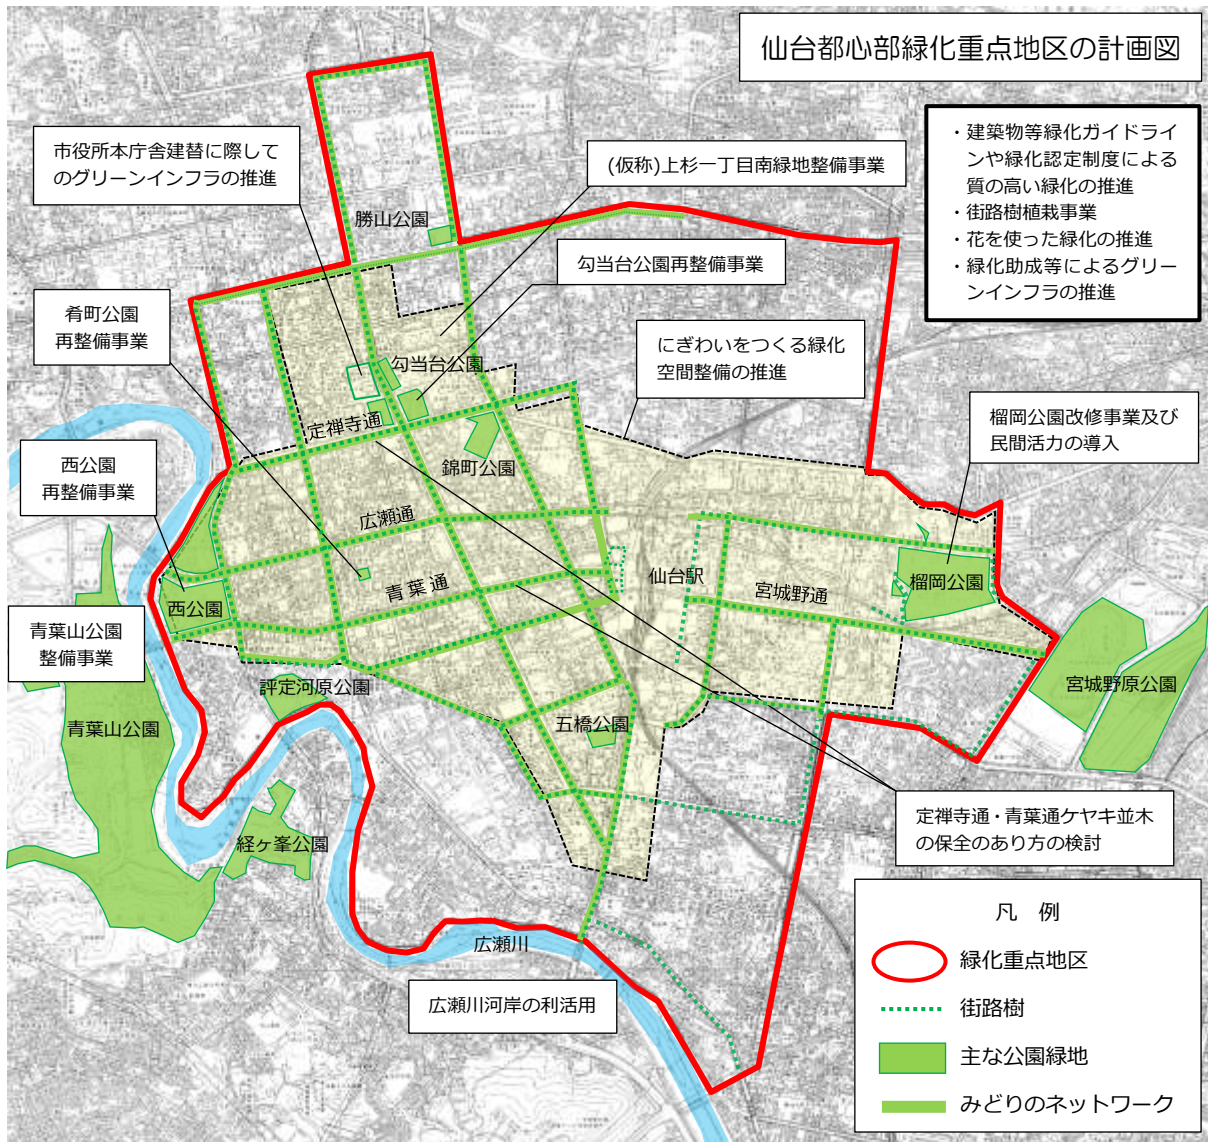 仙台都心部緑化重点地区の計画図
・建築物等緑化ガイドライ
ンや緑化認定制度による
質の高い緑化の推進
・街路樹植栽事業
・花を使った緑化の推進
・緑化助成等によるグリー
ンインフラの推進
市役所本庁舎建替に際して
のグリーンインフラの推進
(仮称)上杉一丁目南緑地整備事業
勝山公園
勾当台公園再整備事業
肴町公園
再整備事業
にぎわいをつくる緑化
空間整備の推進
勾当台公園
榴岡公園改修事業及び
民間活力の導入
定禅寺通
錦町公園
西公園
再整備事業
広瀬通
青葉通
仙台駅
宮城野通
榴岡公園
西公園
青葉山公園
整備事業
評定河原公園
宮城野原公園
青葉山公園
五橋公園
定禅寺通・青葉通ケヤキ並木
の保全のあり方の検討
経ヶ峯公園
広瀬川
広瀬川河岸の利活用
凡 例
緑化重点地区
街路樹
主な公園緑地
みどりのネットワーク